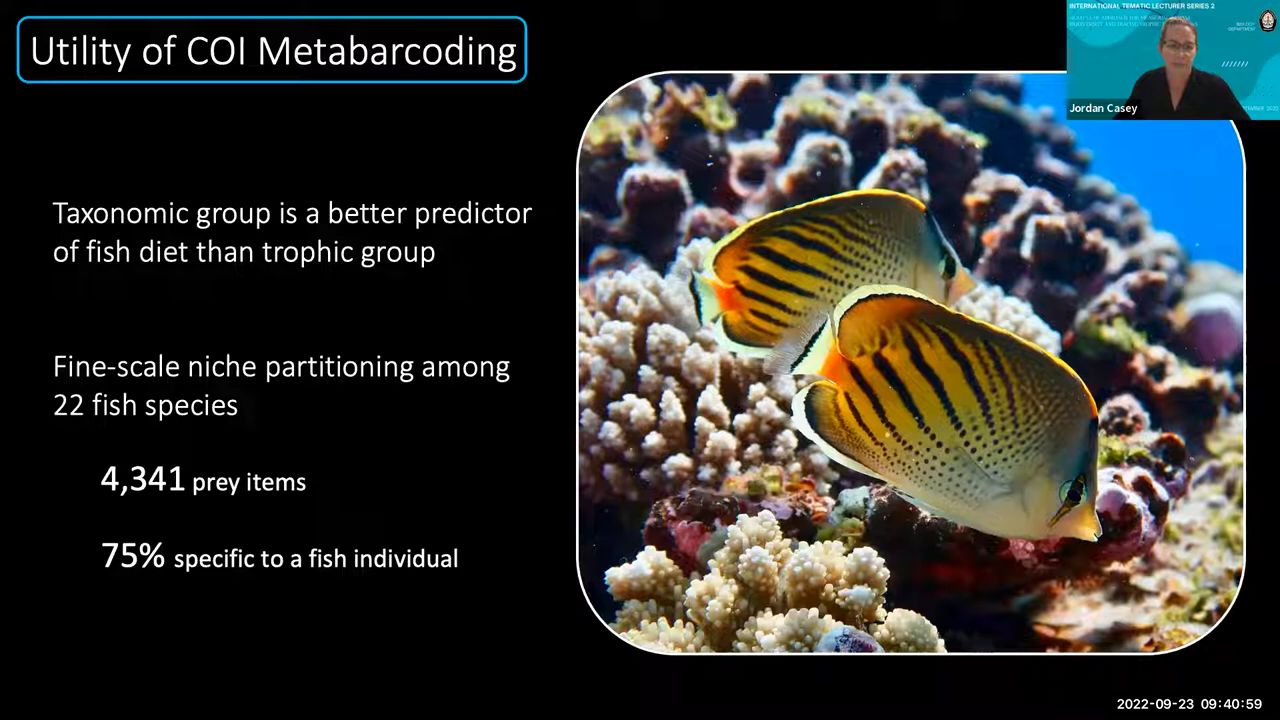 Utility of COI Metabarcoding
INTERNATIONAL TEMATIC LECTURER SERIES 2
Jordan Casey
Taxonomic group is a better predictor
of fish diet than trophic group
Fine-scale niche partitioning among
22 fish species
4,341 prey items
75% specific to a fish individual
2022-09-23 09:40:59